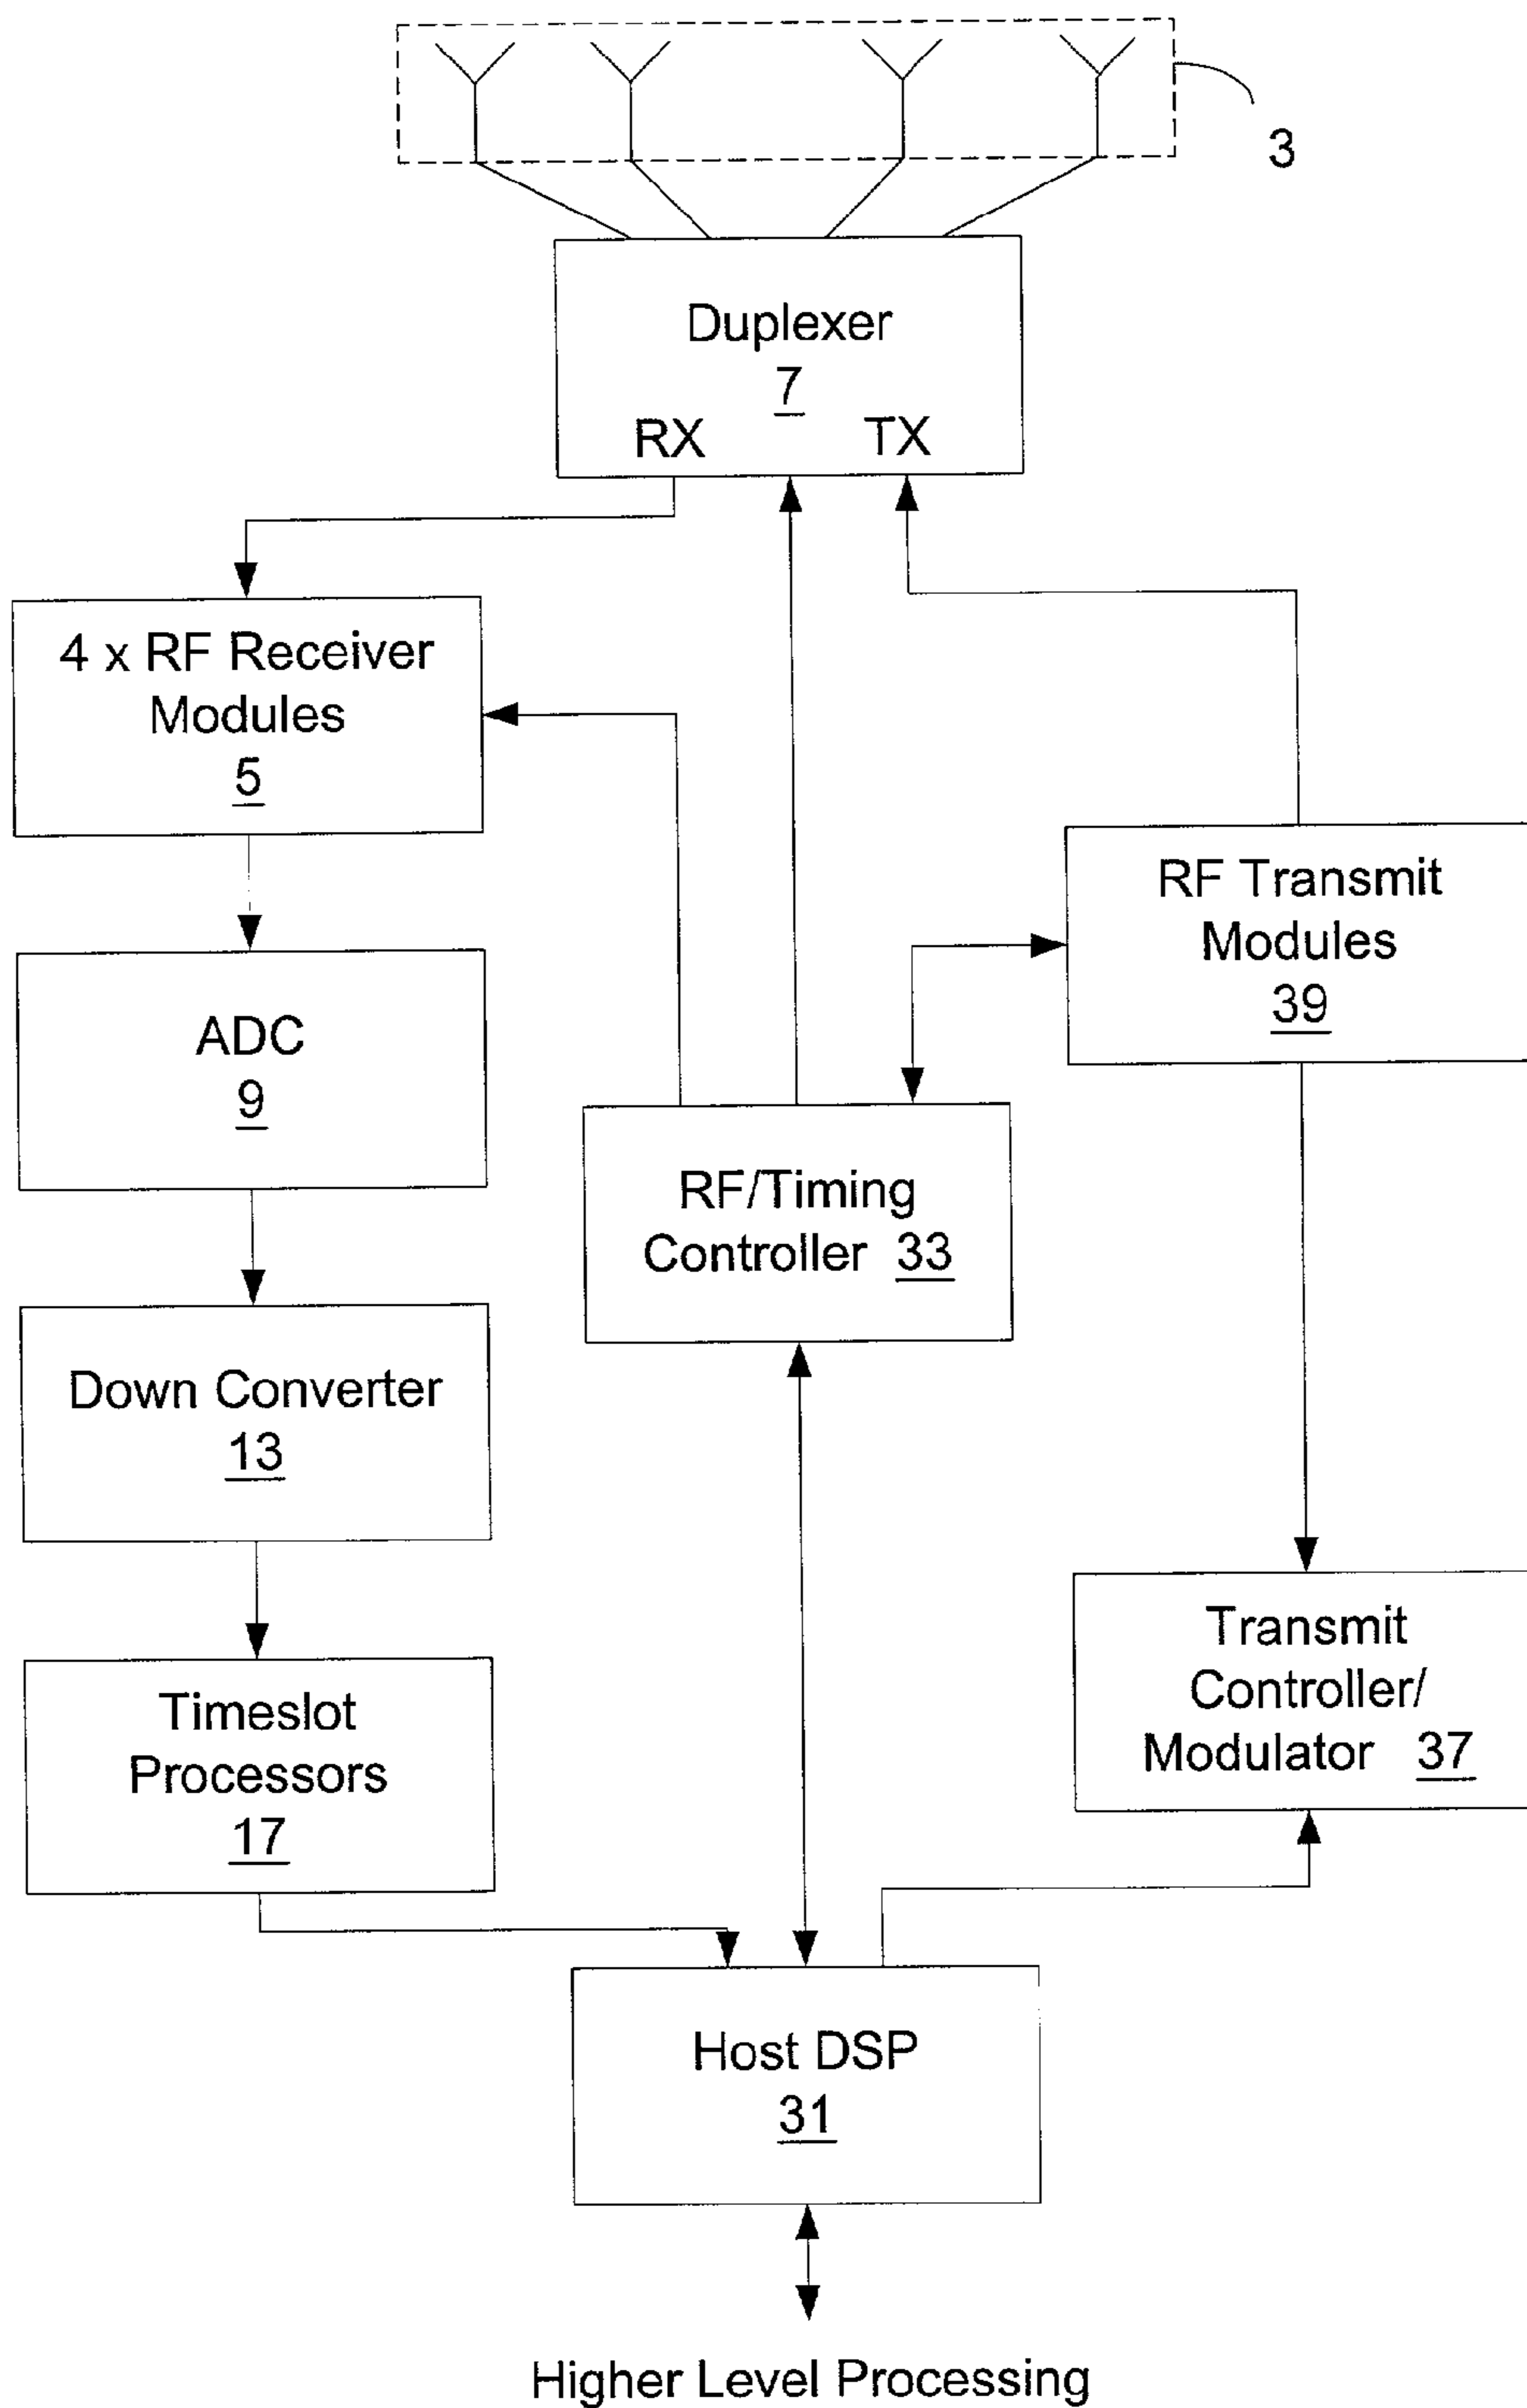 3
Duplexer
7
RX TX
4 x RF Receiver
Modules
5
RF Transmit
Modules
39
ADC
9
RF/Timing
Controller 33
Down Converter
13
Transmit
Controller/
Modulator 37
Timeslot
Processors
17
Host DSP
31
Higher Level Processing